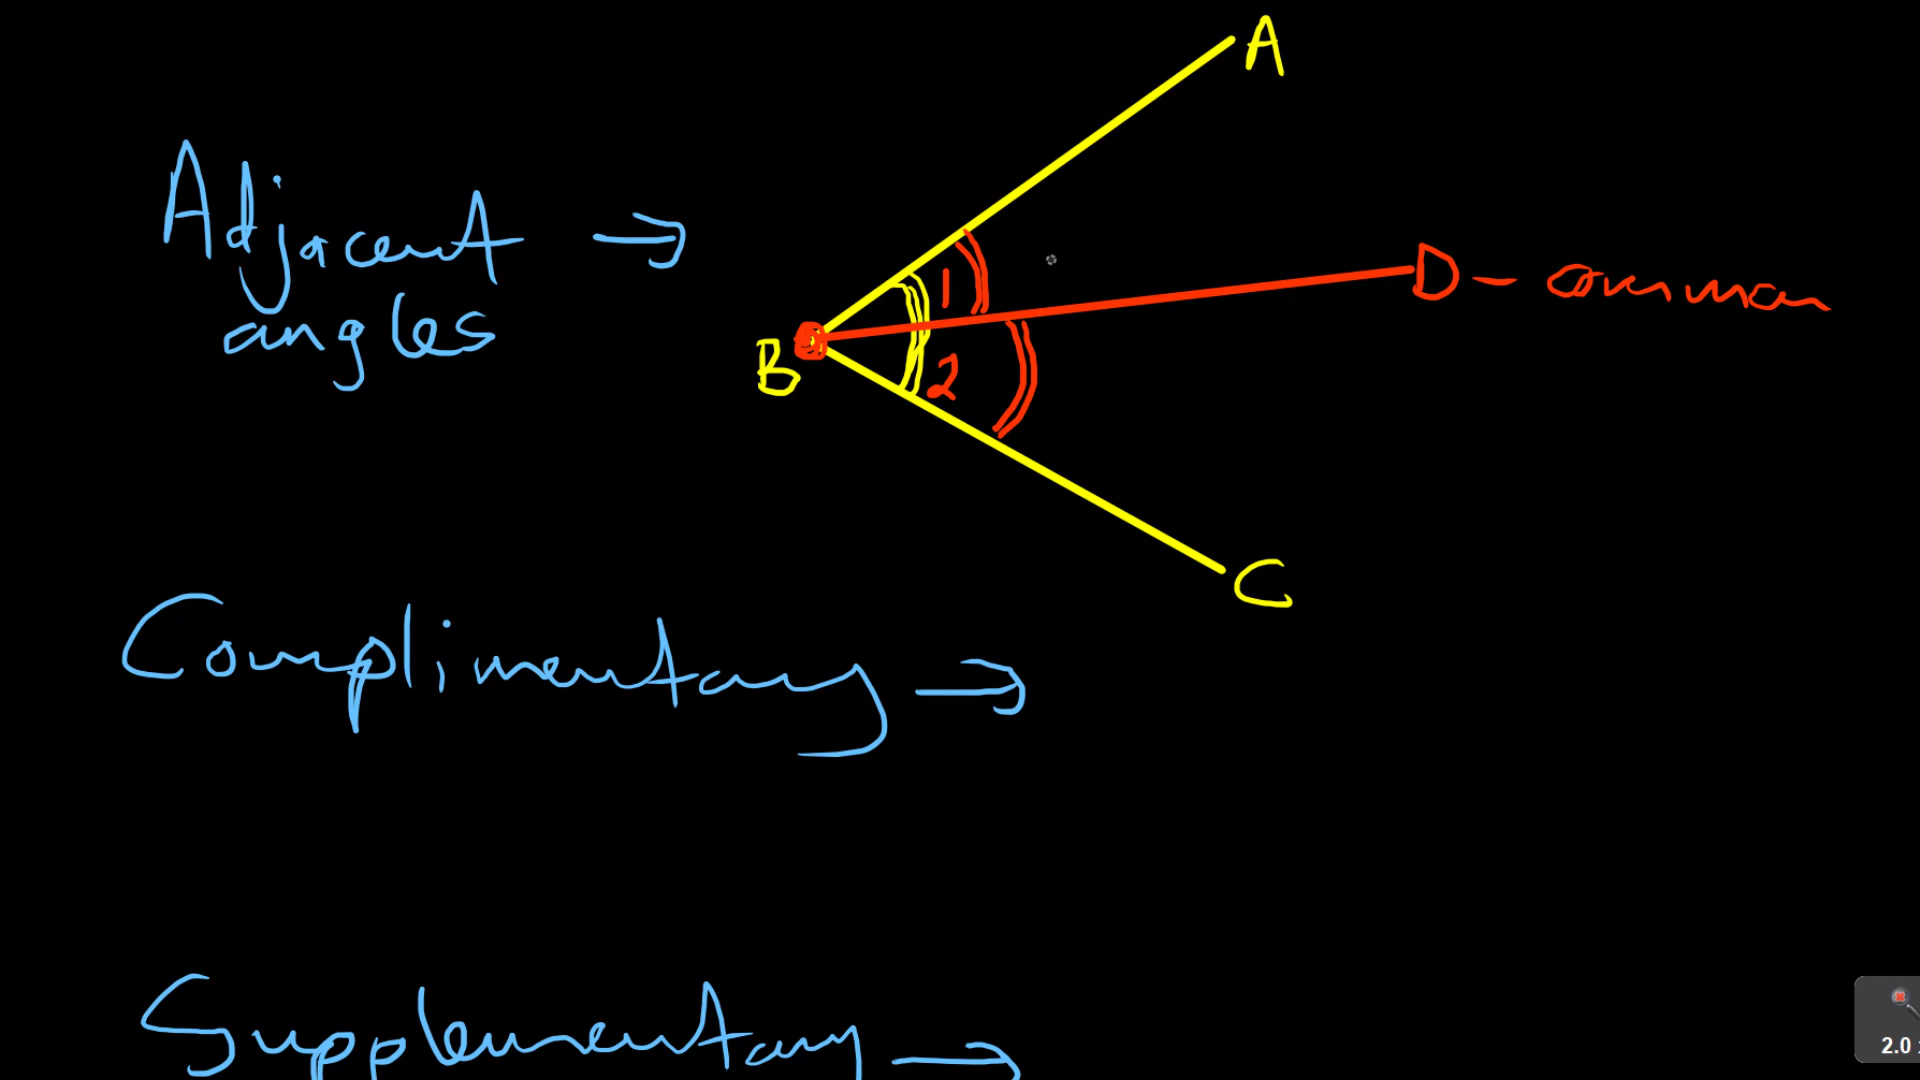 A
Adjacent →
angles
D - common
1
B
2
C
Complimentary →
Supplementary →
2.0